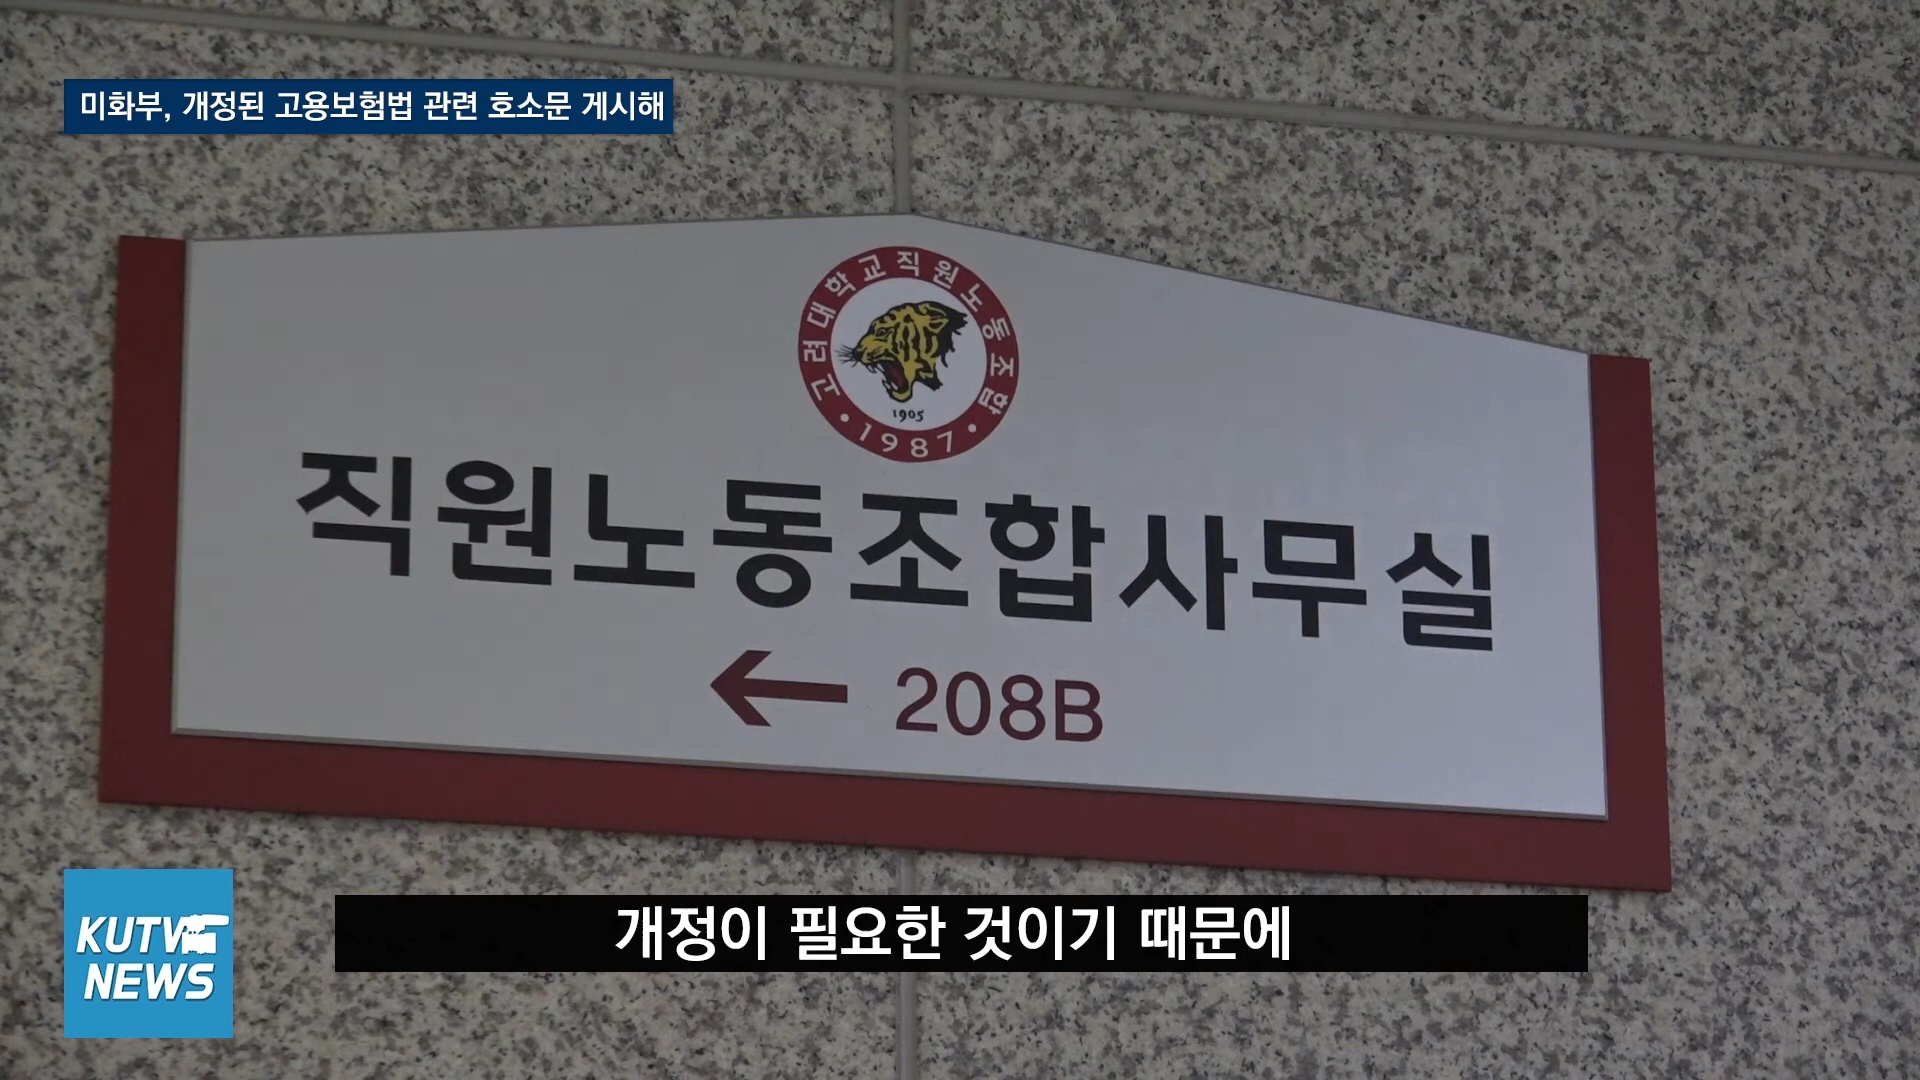 미화부, 개정된 고용보험법 관련 호소문 게시해
고려대학교직원노동조합
1905
• 1987 •
직원노동조합사무실
← 208B
KUTV
NEWS
개정이 필요한 것이기 때문에